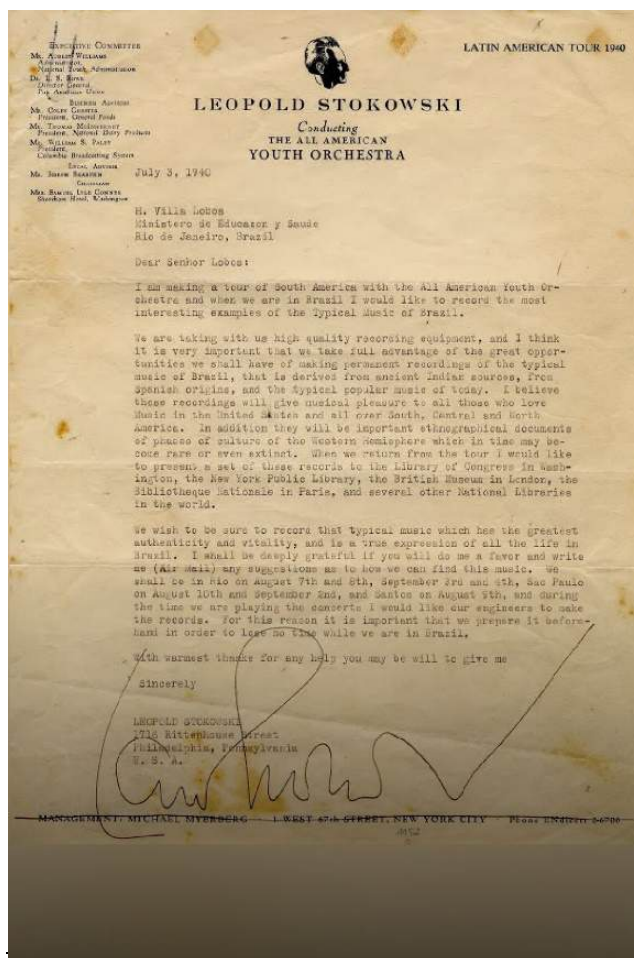 EXECUTIVE COMMITTEE
Mr. Aubrey Williams
Administrator,
National Youth Administration
Dr. L. S. Rowe
Director General
Pan American Union
Business Advisors
Mr. Colby Chester
President, General Foods
Mr. Thomas McInnerney
President, National Dairy Products
Mr. William S. Paley
President,
Columbia Broadcasting System
Legal Advisor
Mr. Joseph
Chairman
Mrs. Samuel Lyle Conner
Shoreham Hotel, Washington
LATIN AMERICAN TOUR 1940
LEOPOLD STOKOWSKI
Conducting
THE ALL AMERICAN
YOUTH ORCHESTRA
July 3, 1940
H. Villa Lobos
Ministero de Educazon y Saude
Rio de Janeiro, Brazil
Dear Senhor Lobos:
I am making a tour of South America with the All American Youth Or-
chestra and when we are in Brazil I would like to record the most
interesting examples of the Typical Music of Brazil.
We are taking with us high quality recording equipment, and I think
it is very important that we take full advantage of the great oppor-
tunities we shall have of making permanent recordings of the typical
music of Brazil, that is derived from ancient Indian sources, from
Spanish origins, and the typical popular music of today. I believe
these recordings will give musical pleasure to all those who love
Music in the United States and all over South, Central and North
America. In addition they will be important ethnographical documents
of phases of culture of the Western Hemisphere which in time may be-
come rare or even extinct. When we return from the tour I would like
to present a set of these records to the Library of Congress in Wash-
ington, the New York Public Library, the British Museum in London, the
Bibliotheque Nationale in Paris, and several other National Libraries
in the world.
We wish to be sure to record that typical music which has the greatest
authenticity and vitality, and is a true expression of all the life in
Brazil. I shall be deeply grateful if you will do me a favor and write
me (Air Mail) any suggestions as to how we can find this music. We
shall be in Rio on August 7th and 8th, September 3rd and 4th, Sao Paulo
on August 10th and September 2nd, and Santos on August 9th, and during
the time we are playing the concerts I would like our engineers to make
the records. For this reason it is important that we prepare it before-
hand in order to lose no time while we are in Brazil.
With warmest thanks for any help you may be will to give me
Sincerely
LEOPOLD STOKOWSKI
1716 Rittenhouse Street
Philadelphia, Pennsylvania
U. S. A.
MANAGEMENT: MICHAEL MYERBERG · 1 WEST 67th STREET, NEW YORK CITY · Phone ENdicott 2-6700